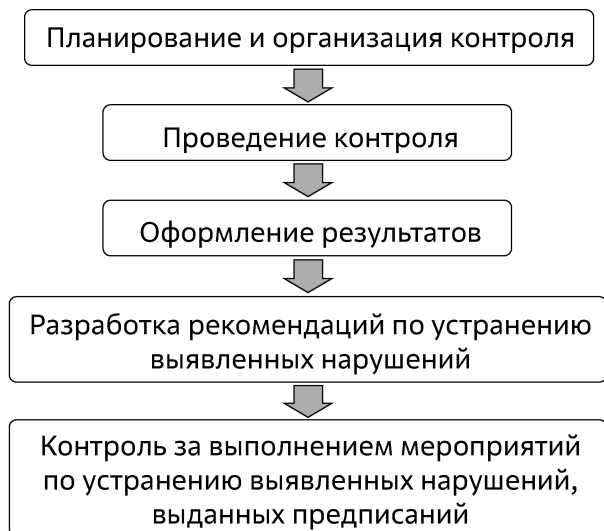 Планирование и организация контроля
Проведение контроля
Оформление результатов
Разработка рекомендаций по устранению
выявленных нарушений
Контроль за выполнением мероприятий
по устранению выявленных нарушений,
выданных предписаний